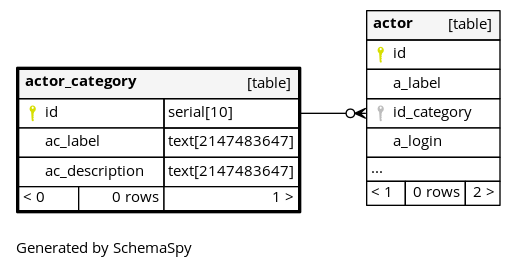 actor_category [table]
id serial[10]
ac_label text[2147483647]
ac_description text[2147483647]
< 0 0 rows 1 >
actor [table]
id
a_label
id_category
a_login
...
< 1 0 rows 2 >
Generated by SchemaSpy